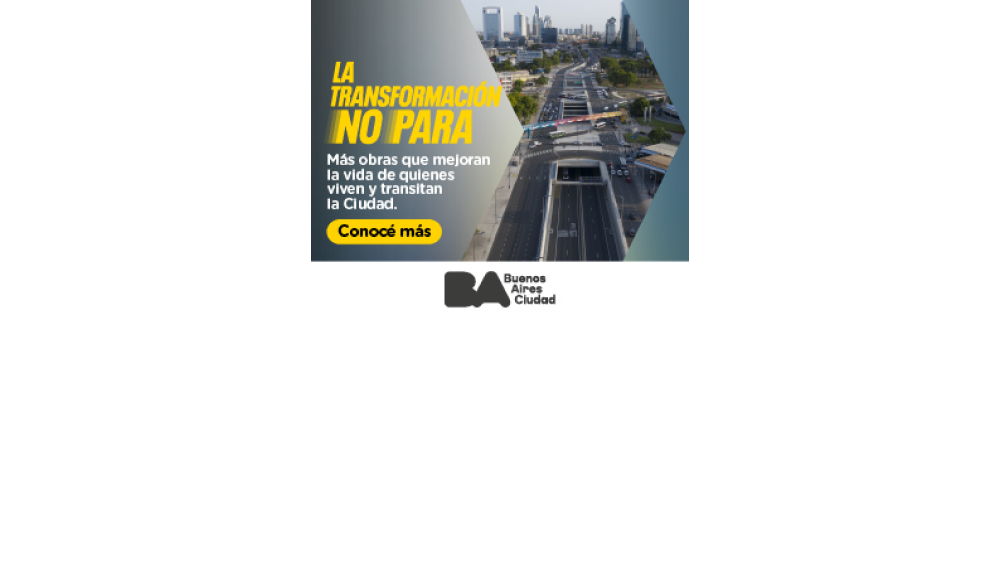 LA
TRANSFORMACIÓN
NO PARA
Más obras que mejoran
la vida de quienes
viven y transitan
la Ciudad.
Conocé más
BA Buenos
Aires
Ciudad